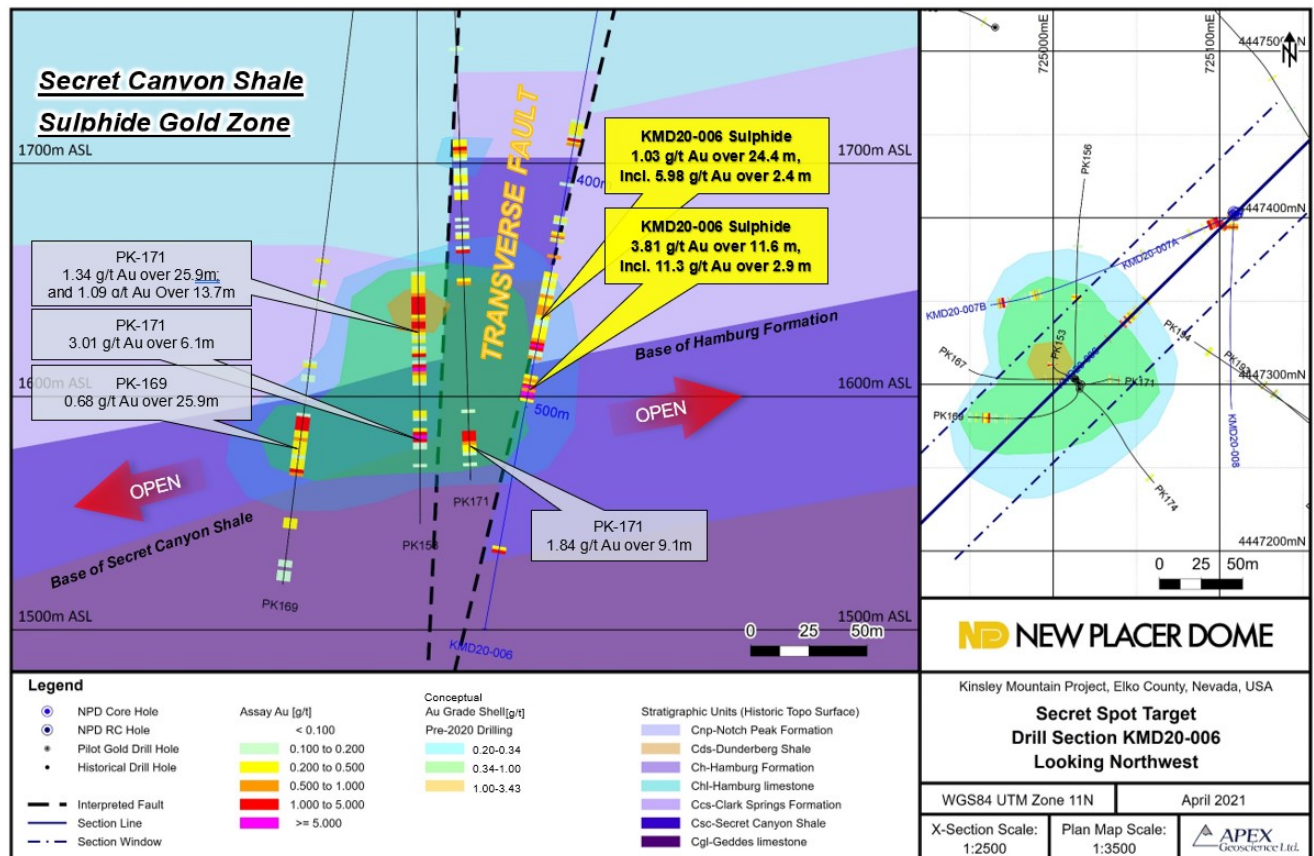 Secret Canyon Shale
Sulphide Gold Zone
1700m ASL
1700m ASL
TRANSVERSE FAULT
400m
KMD20-006 Sulphide
1.03 g/t Au over 24.4 m,
Incl. 5.98 g/t Au over 2.4 m
KMD20-006 Sulphide
3.81 g/t Au over 11.6 m,
Incl. 11.3 g/t Au over 2.9 m
PK-171
1.34 g/t Au over 25.9m;
and 1.09 g/t Au Over 13.7m
PK-171
3.01 g/t Au over 6.1m
PK-169
0.68 g/t Au over 25.9m
Base of Hamburg Formation
1600m ASL
1600m ASL
500m
OPEN
OPEN
PK171
PK-171
1.84 g/t Au over 9.1m
Base of Secret Canyon Shale
PK169
1500m ASL
1500m ASL
KMD20-006
0 25 50m
725000mE
725100mE
4447500mN
N
PK156
4447400mN
KMD20-007A
KMD20-007B
PK153
PK194
PK167
PK171
4447300mN
KMD20-008
PK174
4447200mN
0 25 50m
NPD NEW PLACER DOME
Kinsley Mountain Project, Elko County, Nevada, USA
Secret Spot Target
Drill Section KMD20-006
Looking Northwest
WGS84 UTM Zone 11N
April 2021
X-Section Scale:
1:2500
Plan Map Scale:
1:3500
APEX
Geoscience Ltd.
Legend
NPD Core Hole
NPD RC Hole
Pilot Gold Drill Hole
Historical Drill Hole
Interpreted Fault
Section Line
Section Window
Assay Au [g/t]
< 0.100
0.100 to 0.200
0.200 to 0.500
0.500 to 1.000
1.000 to 5.000
>= 5.000
Conceptual
Au Grade Shell[g/t]
Pre-2020 Drilling
0.20-0.34
0.34-1.00
1.00-3.43
Stratigraphic Units (Historic Topo Surface)
Cnp-Notch Peak Formation
Cds-Dunderberg Shale
Ch-Hamburg Formation
Chl-Hamburg limestone
Ccs-Clark Springs Formation
Csc-Secret Canyon Shale
Cgl-Geddes limestone